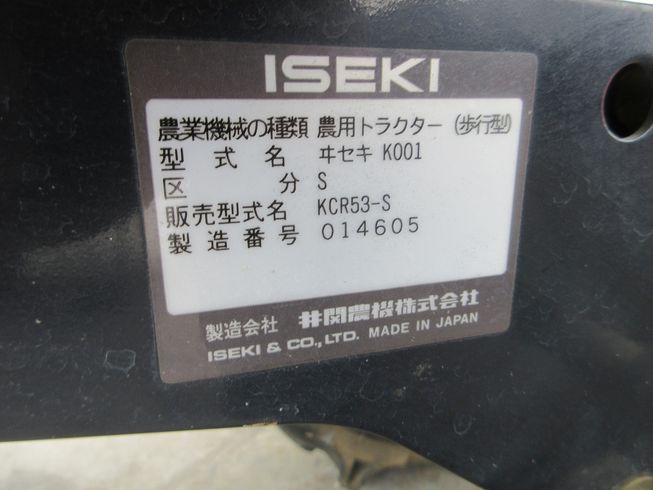 ISEKI
農業機械の種類 農用トラクター (歩行型)
型式名 ヰセキ K001
区分 S
販売型式名 KCR53-S
製造番号 014605
製造会社 井関農機株式会社
ISEKI & CO., LTD. MADE IN JAPAN